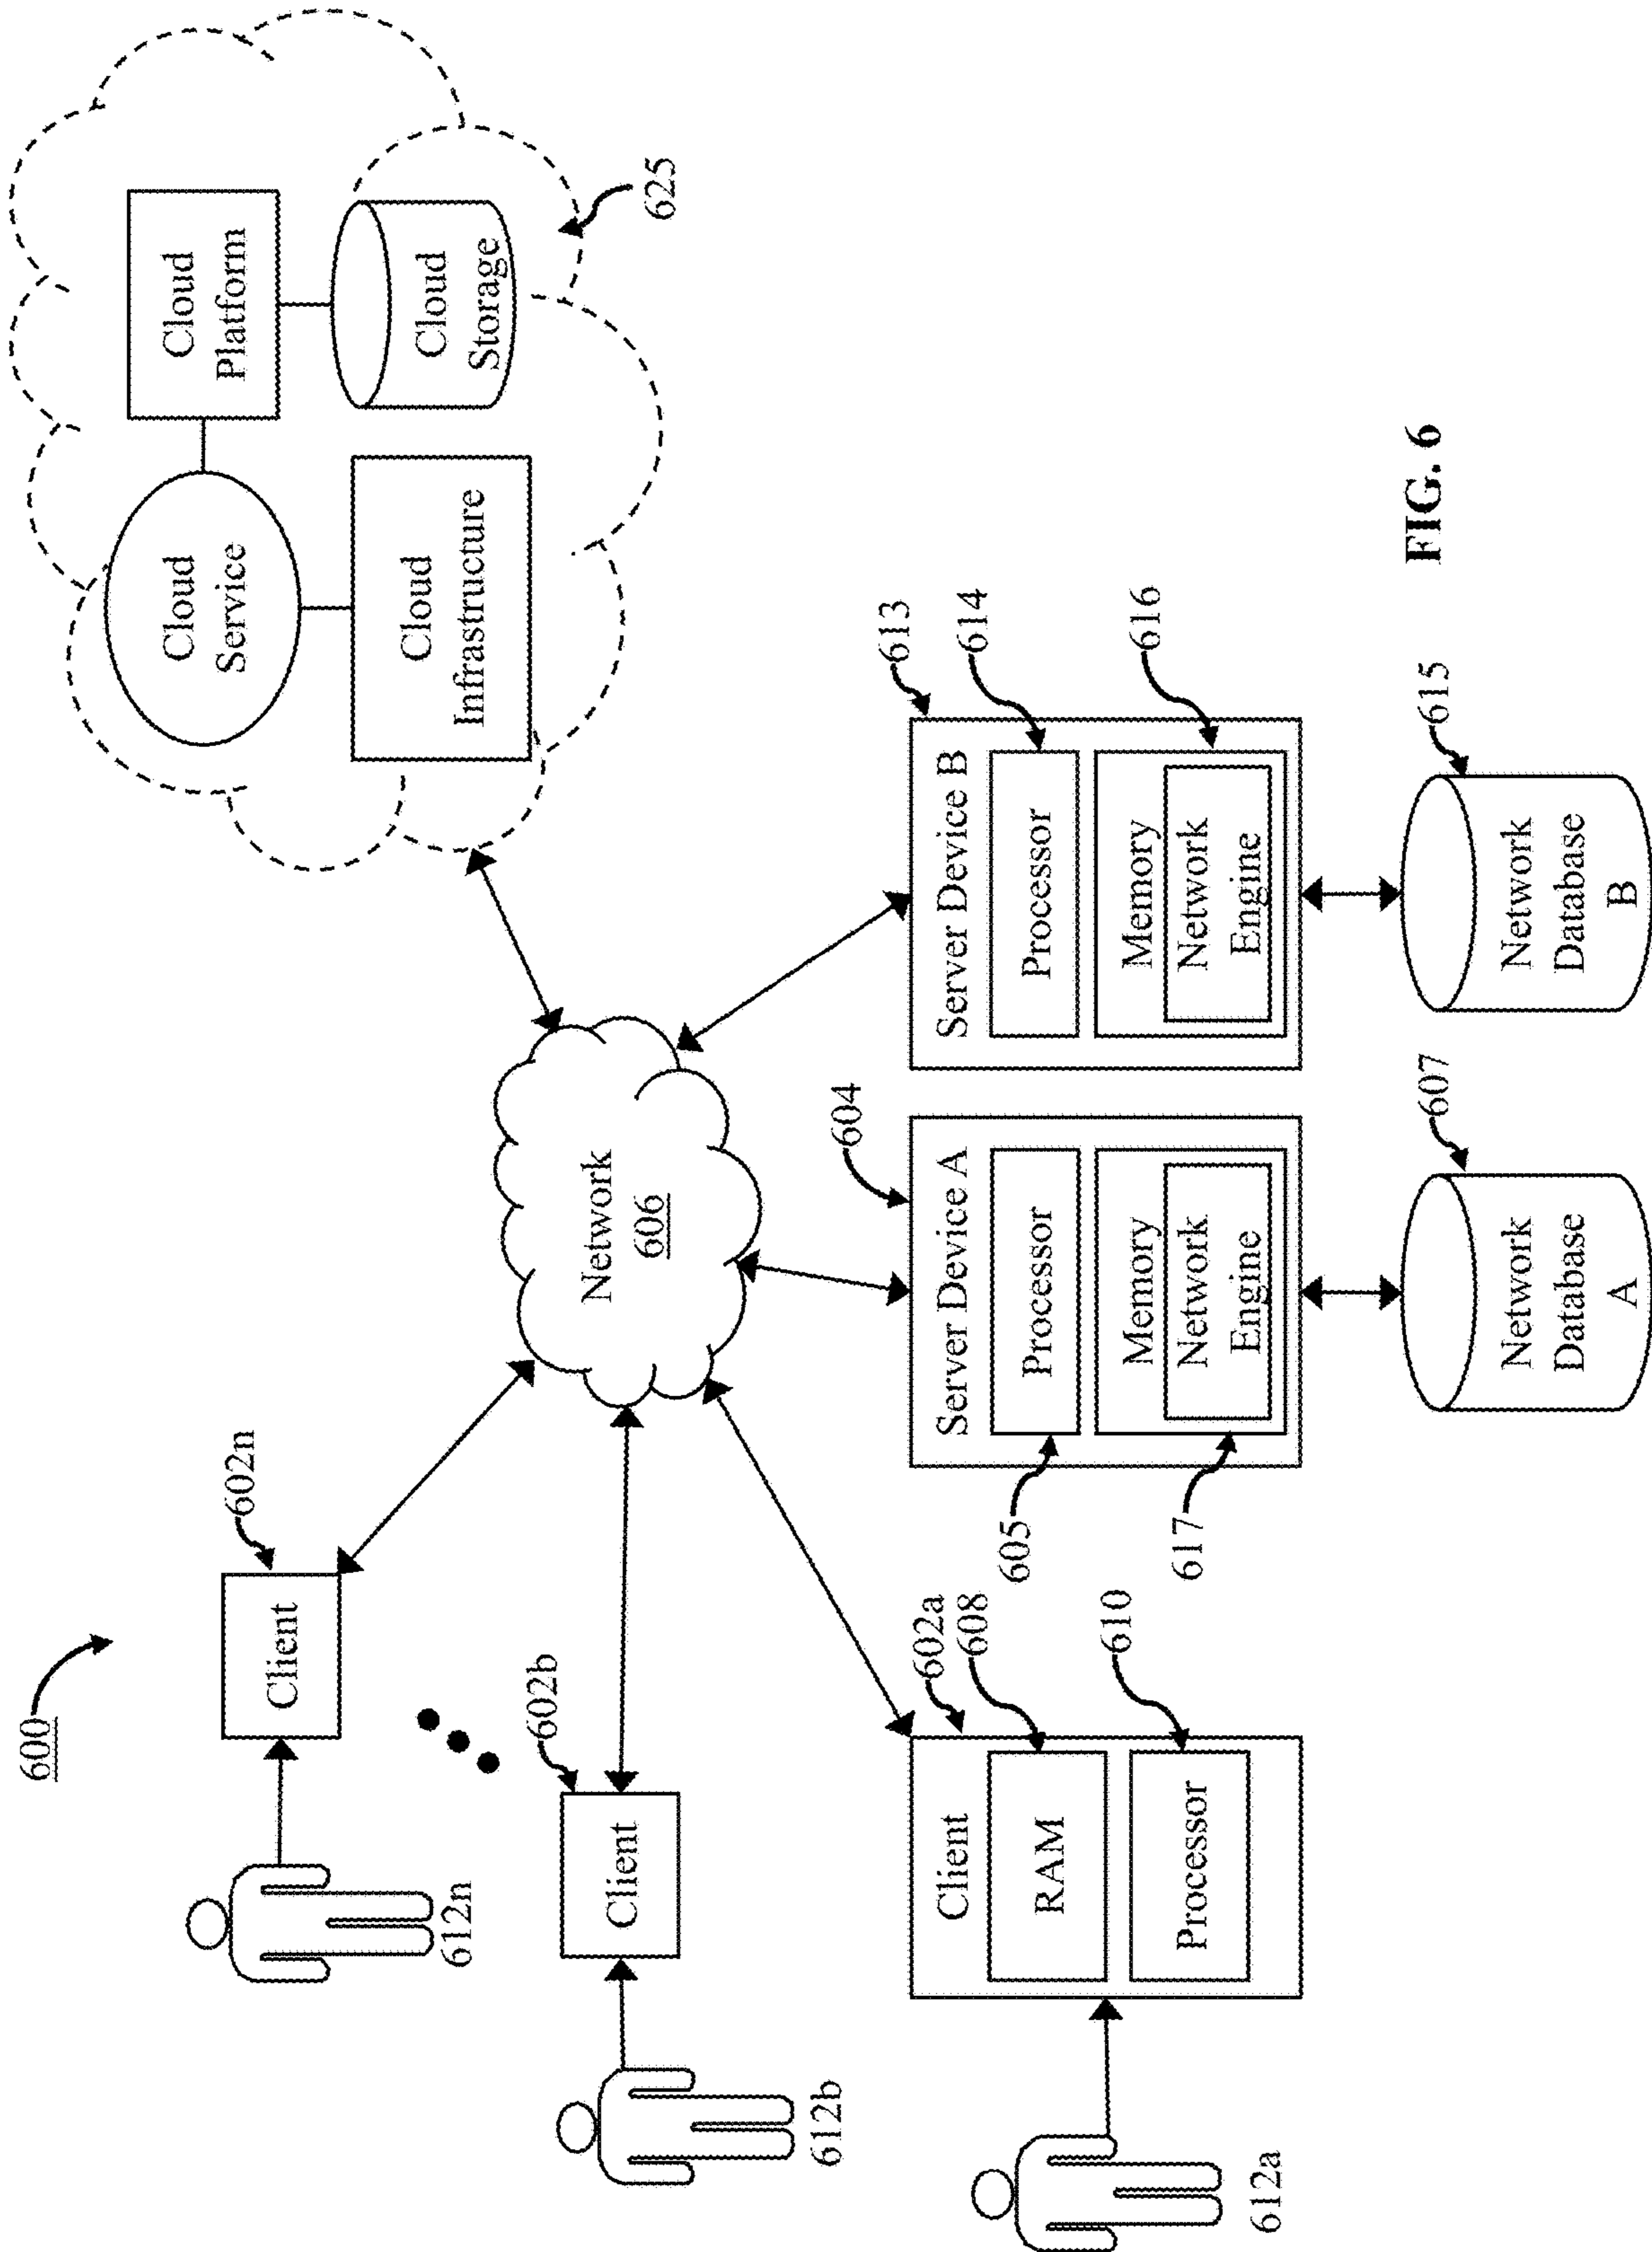 600
612n
Client
602n
612b
Client
602b
612a
Client
RAM
Processor
602a
608
610
Network
606
Cloud
Service
Cloud
Platform
Cloud
Infrastructure
Cloud
Storage
625
Server Device A
Processor
Memory
Network
Engine
604
605
617
Network
Database
A
607
Server Device B
Processor
Memory
Network
Engine
613
614
616
Network
Database
B
615
FIG. 6